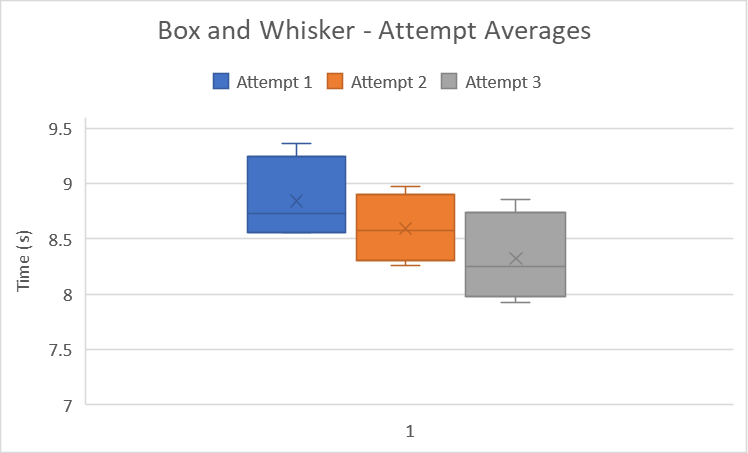 Box and Whisker - Attempt Averages
Attempt 1 Attempt 2 Attempt 3
9.5
9
8.5
8
7.5
7
Time (s)
1